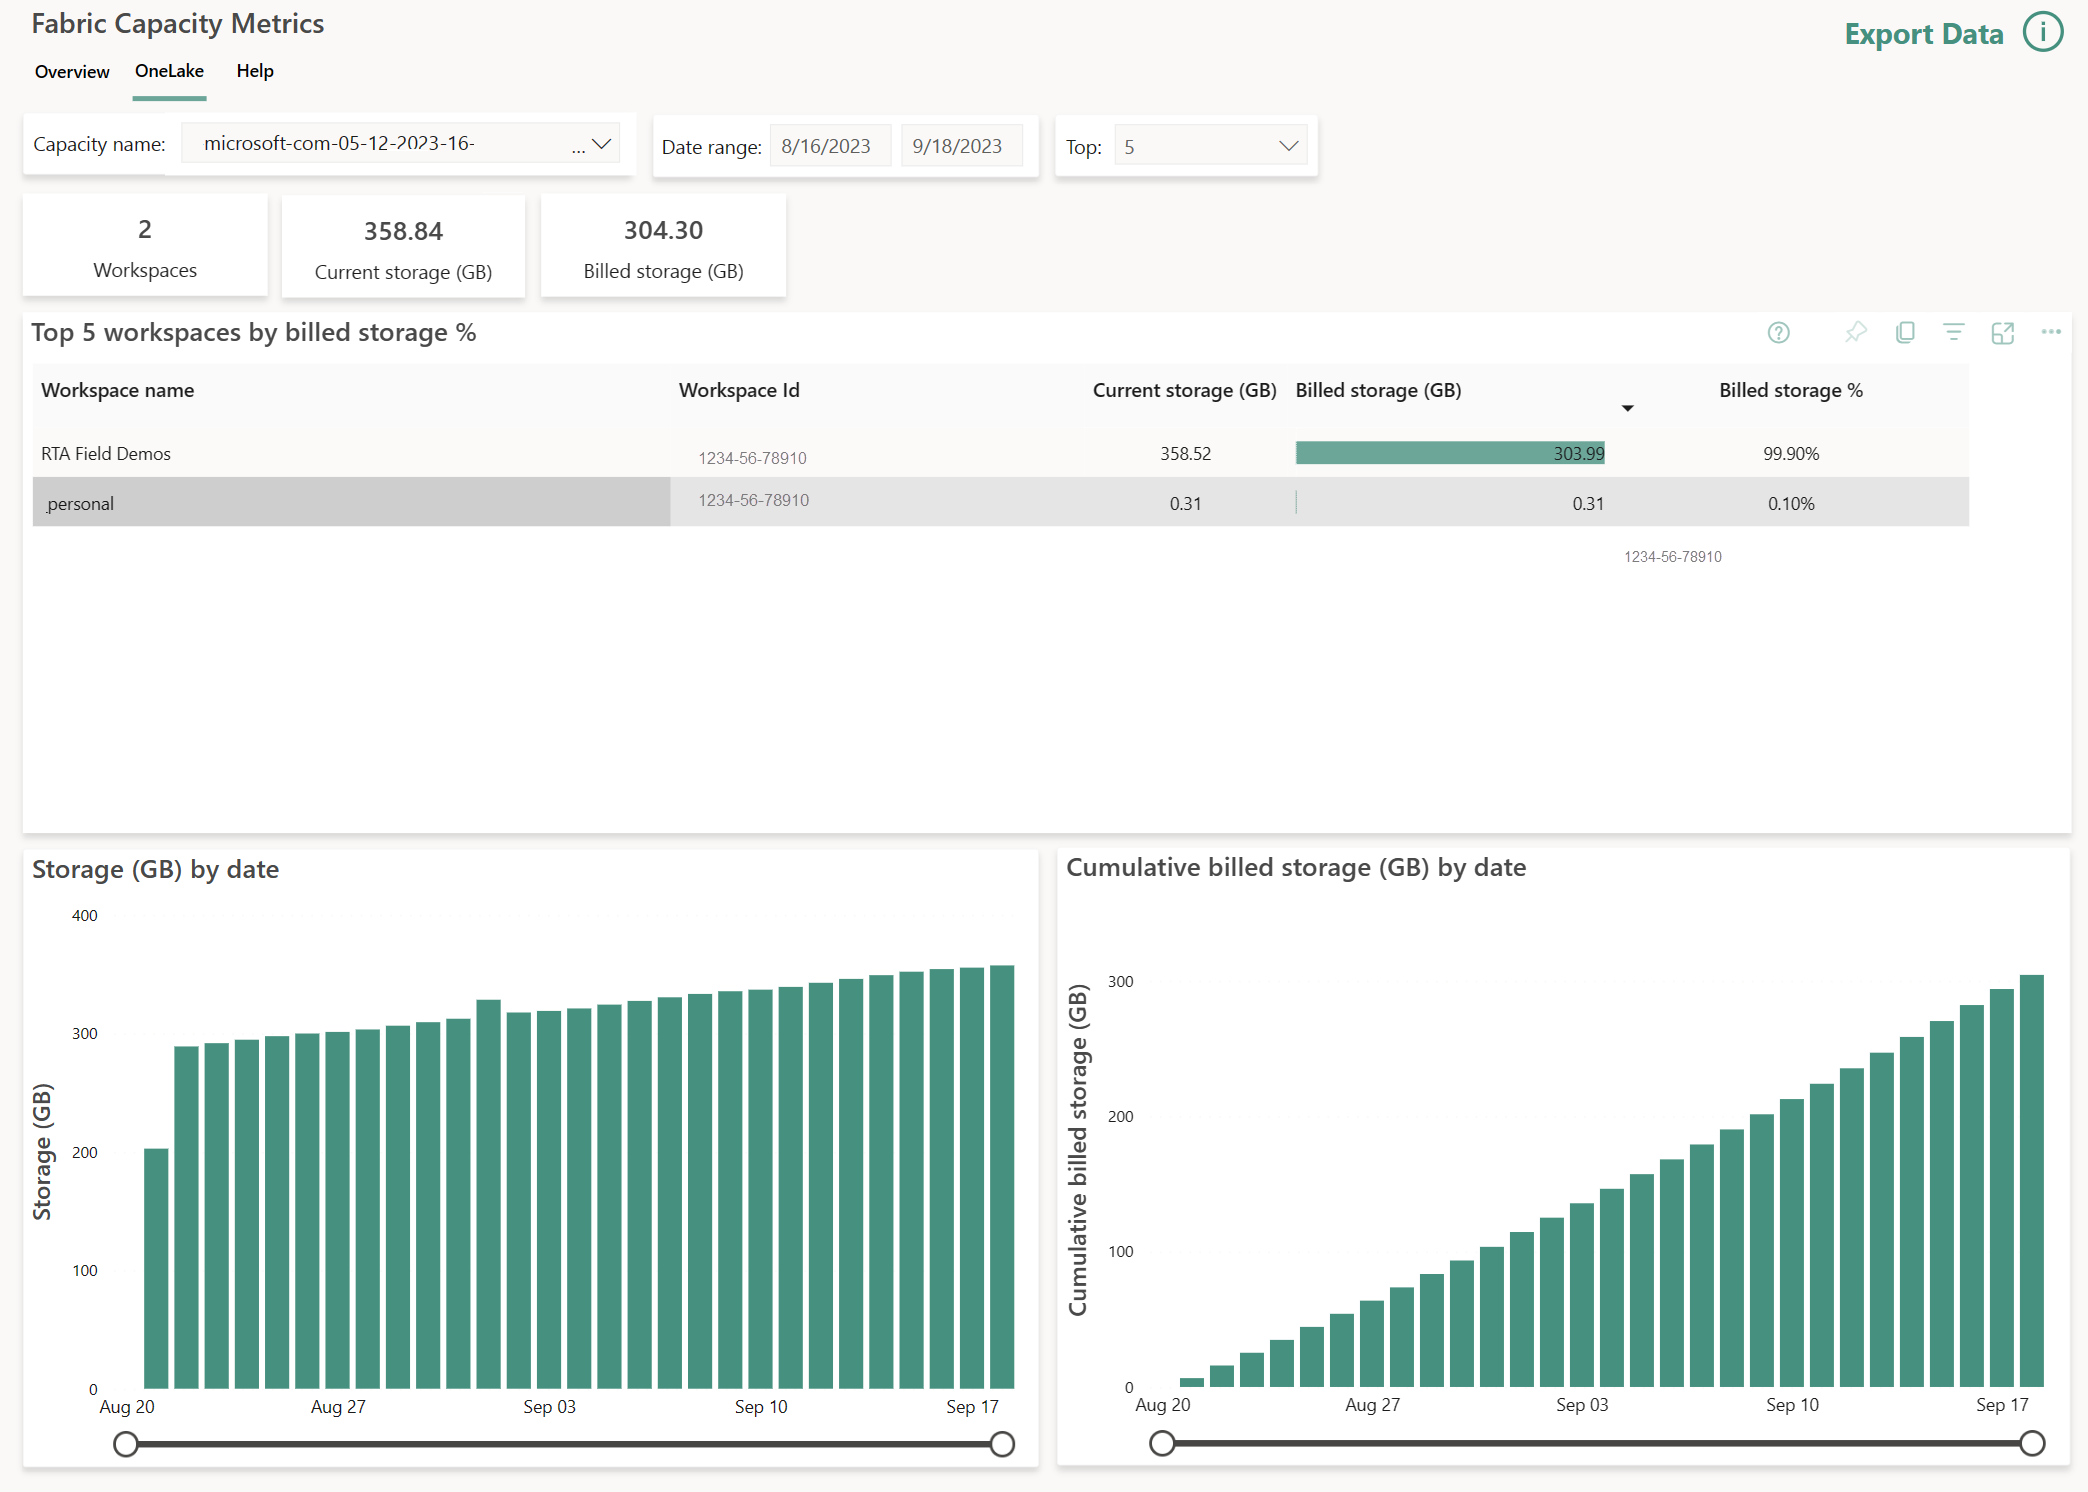 Fabric Capacity Metrics
Export Data
Overview OneLake Help
Capacity name: microsoft-com-05-12-2023-16- ...
Date range: 8/16/2023 9/18/2023
Top: 5
2
Workspaces
358.84
Current storage (GB)
304.30
Billed storage (GB)
Top 5 workspaces by billed storage %
Workspace name Workspace Id Current storage (GB) Billed storage (GB) Billed storage %
RTA Field Demos 1234-56-78910 358.52 303.99 99.90%
personal 1234-56-78910 0.31 0.31 0.10%
1234-56-78910
Storage (GB) by date
Storage (GB)
400
300
200
100
0
Aug 20 Aug 27 Sep 03 Sep 10 Sep 17
Cumulative billed storage (GB) by date
Cumulative billed storage (GB)
300
200
100
0
Aug 20 Aug 27 Sep 03 Sep 10 Sep 17